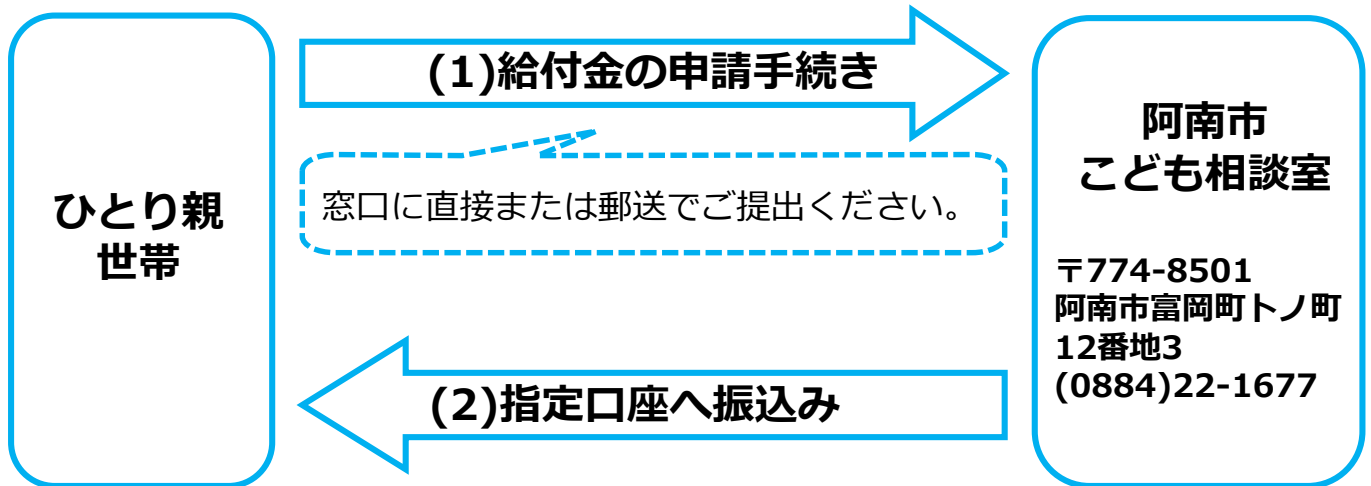 ひとり親
世帯
(1)給付金の申請手続き
窓口に直接または郵送でご提出ください。
(2)指定口座へ振込み
阿南市
こども相談室
〒774-8501
阿南市富岡町トノ町
12番地3
(0884)22-1677